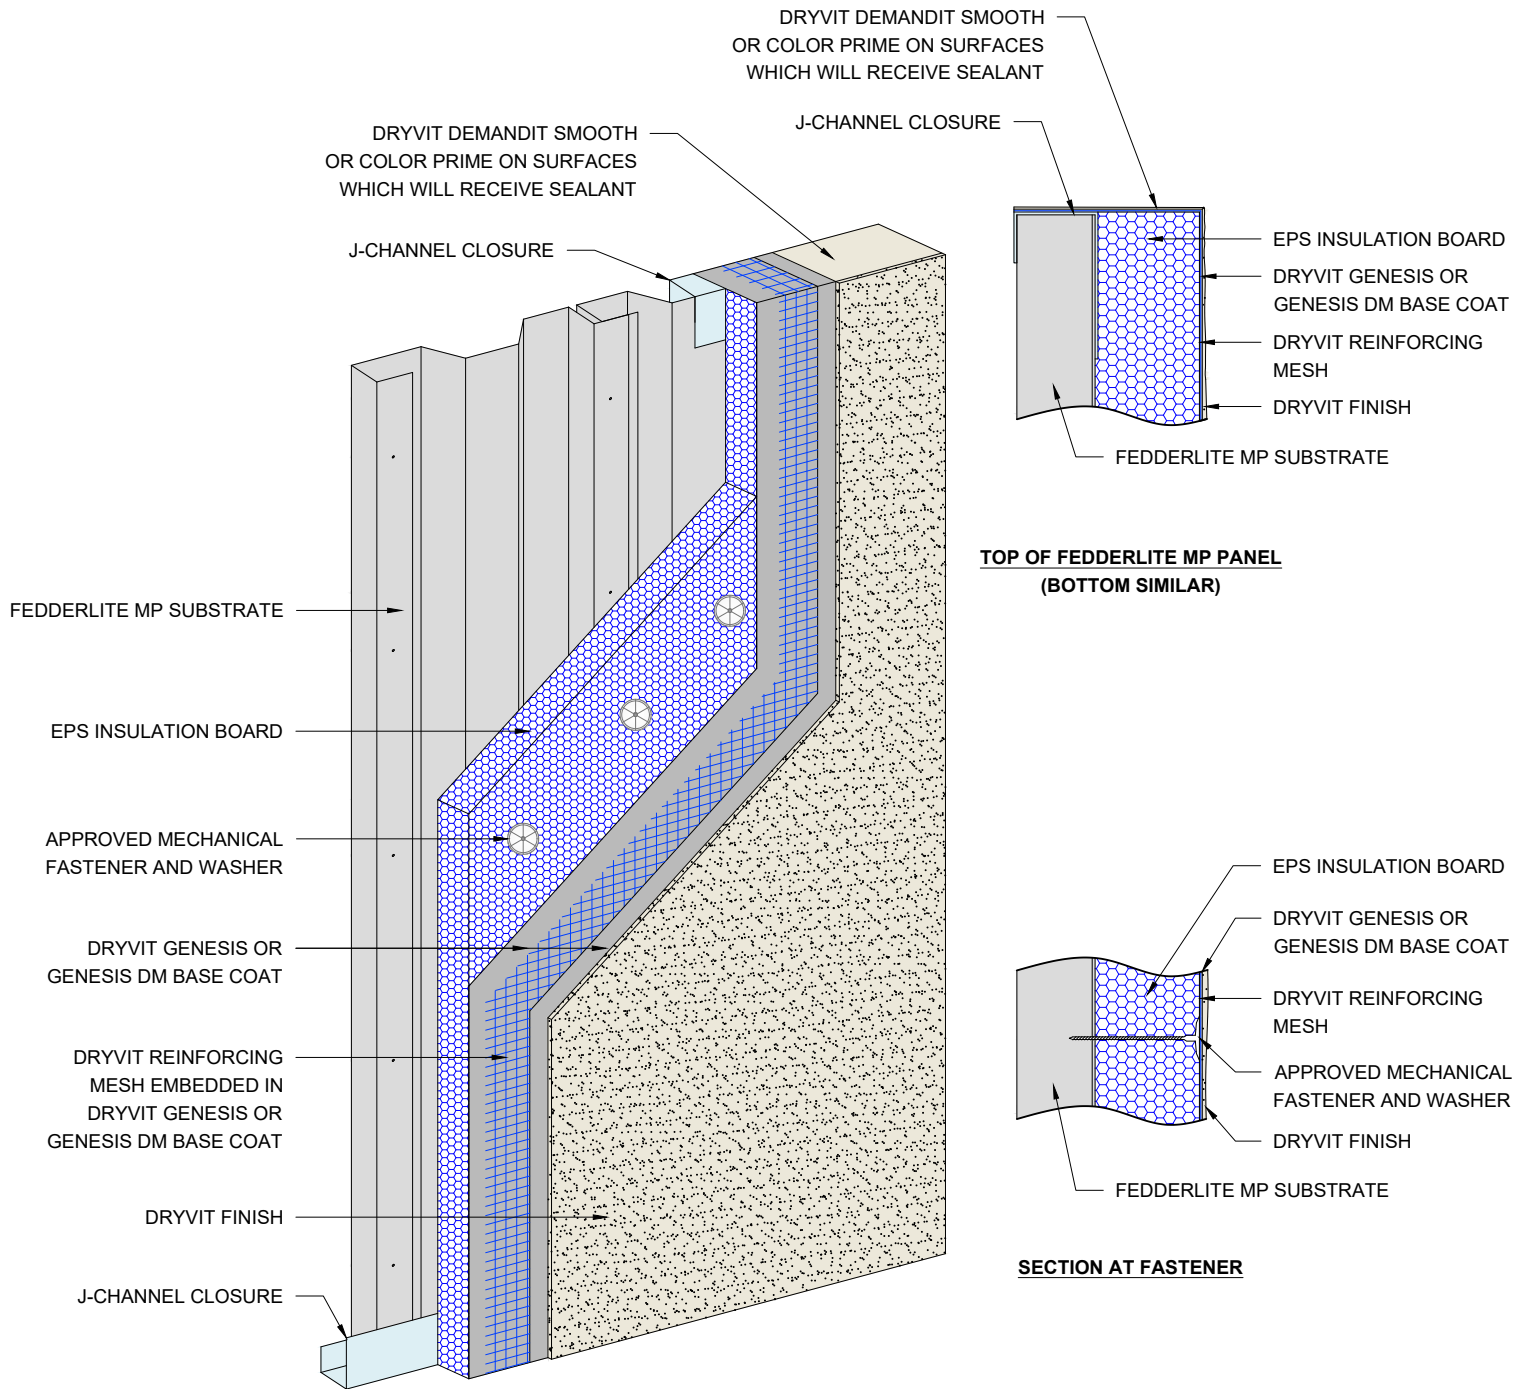 DRYVIT DEMANDIT SMOOTH
OR COLOR PRIME ON SURFACES
WHICH WILL RECEIVE SEALANT
J-CHANNEL CLOSURE
FEDDERLITE MP SUBSTRATE
EPS INSULATION BOARD
APPROVED MECHANICAL
FASTENER AND WASHER
DRYVIT GENESIS OR
GENESIS DM BASE COAT
DRYVIT REINFORCING
MESH EMBEDDED IN
DRYVIT GENESIS OR
GENESIS DM BASE COAT
DRYVIT FINISH
J-CHANNEL CLOSURE
DRYVIT DEMANDIT SMOOTH
OR COLOR PRIME ON SURFACES
WHICH WILL RECEIVE SEALANT
J-CHANNEL CLOSURE
EPS INSULATION BOARD
DRYVIT GENESIS OR
GENESIS DM BASE COAT
DRYVIT REINFORCING
MESH
DRYVIT FINISH
FEDDERLITE MP SUBSTRATE
TOP OF FEDDERLITE MP PANEL
(BOTTOM SIMILAR)
EPS INSULATION BOARD
DRYVIT GENESIS OR
GENESIS DM BASE COAT
DRYVIT REINFORCING
MESH
APPROVED MECHANICAL
FASTENER AND WASHER
DRYVIT FINISH
FEDDERLITE MP SUBSTRATE
SECTION AT FASTENER